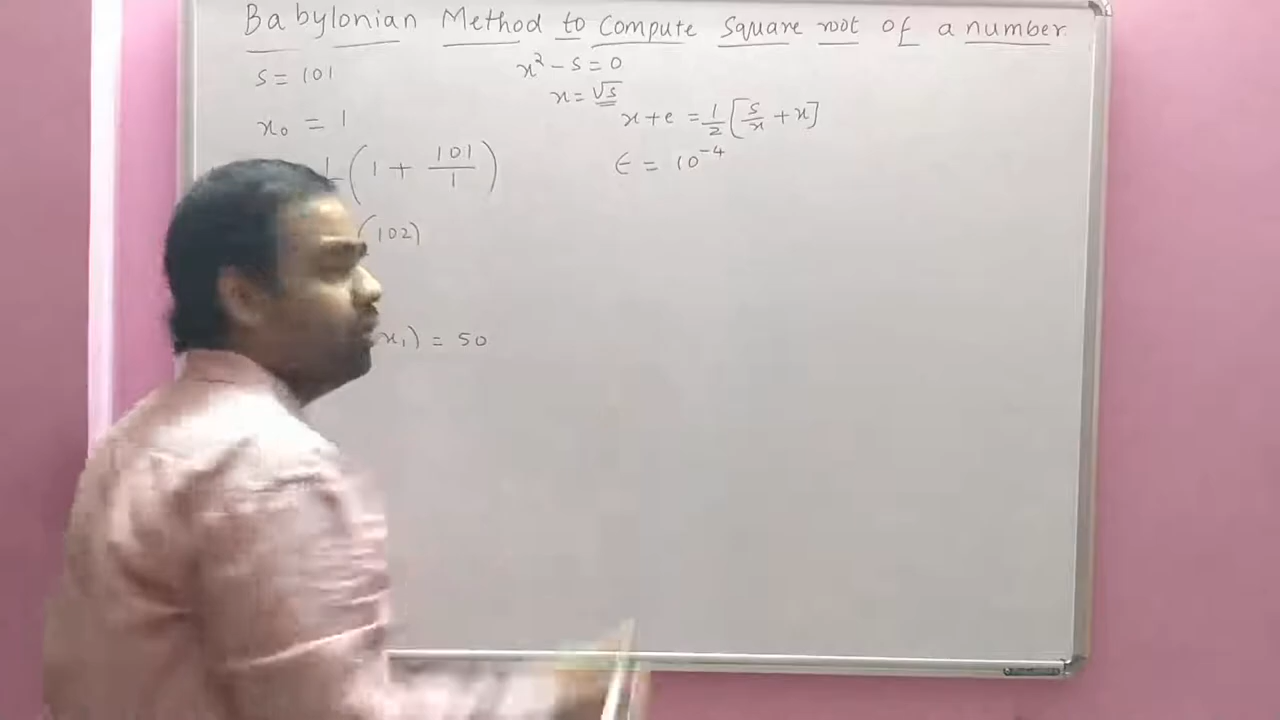 Babylonian Method to Compute Square root of a number.
S = 101
x² - S = 0
x = √S
x₀ = 1
x + e = 1/2 [S/x + x]
(1 + 101/1)
ϵ = 10⁻⁴
(102)
x₁) = 50